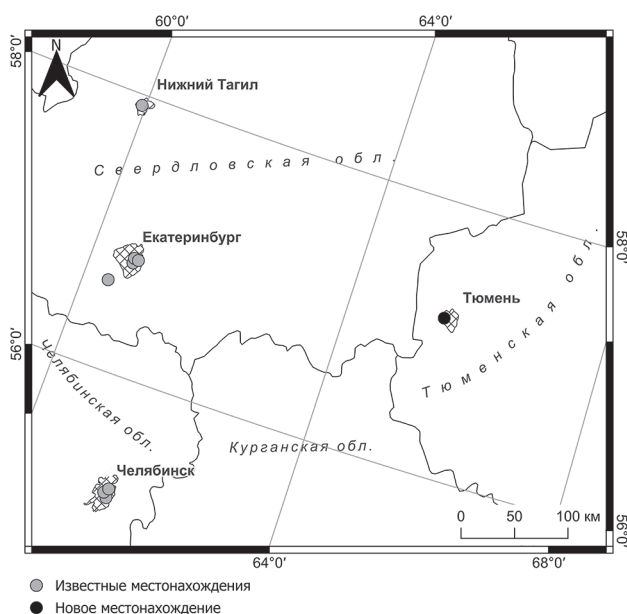 60°0′
64°0′
58°0′
N
Нижний Тагил
Свердловская обл.
Екатеринбург
58°0′
Тюмень
Тюменская обл.
56°0′
Челябинская обл.
Курганская обл.
Челябинск
0 50 100 км
56°0′
64°0′
68°0′
Известные местонахождения
Новое местонахождение